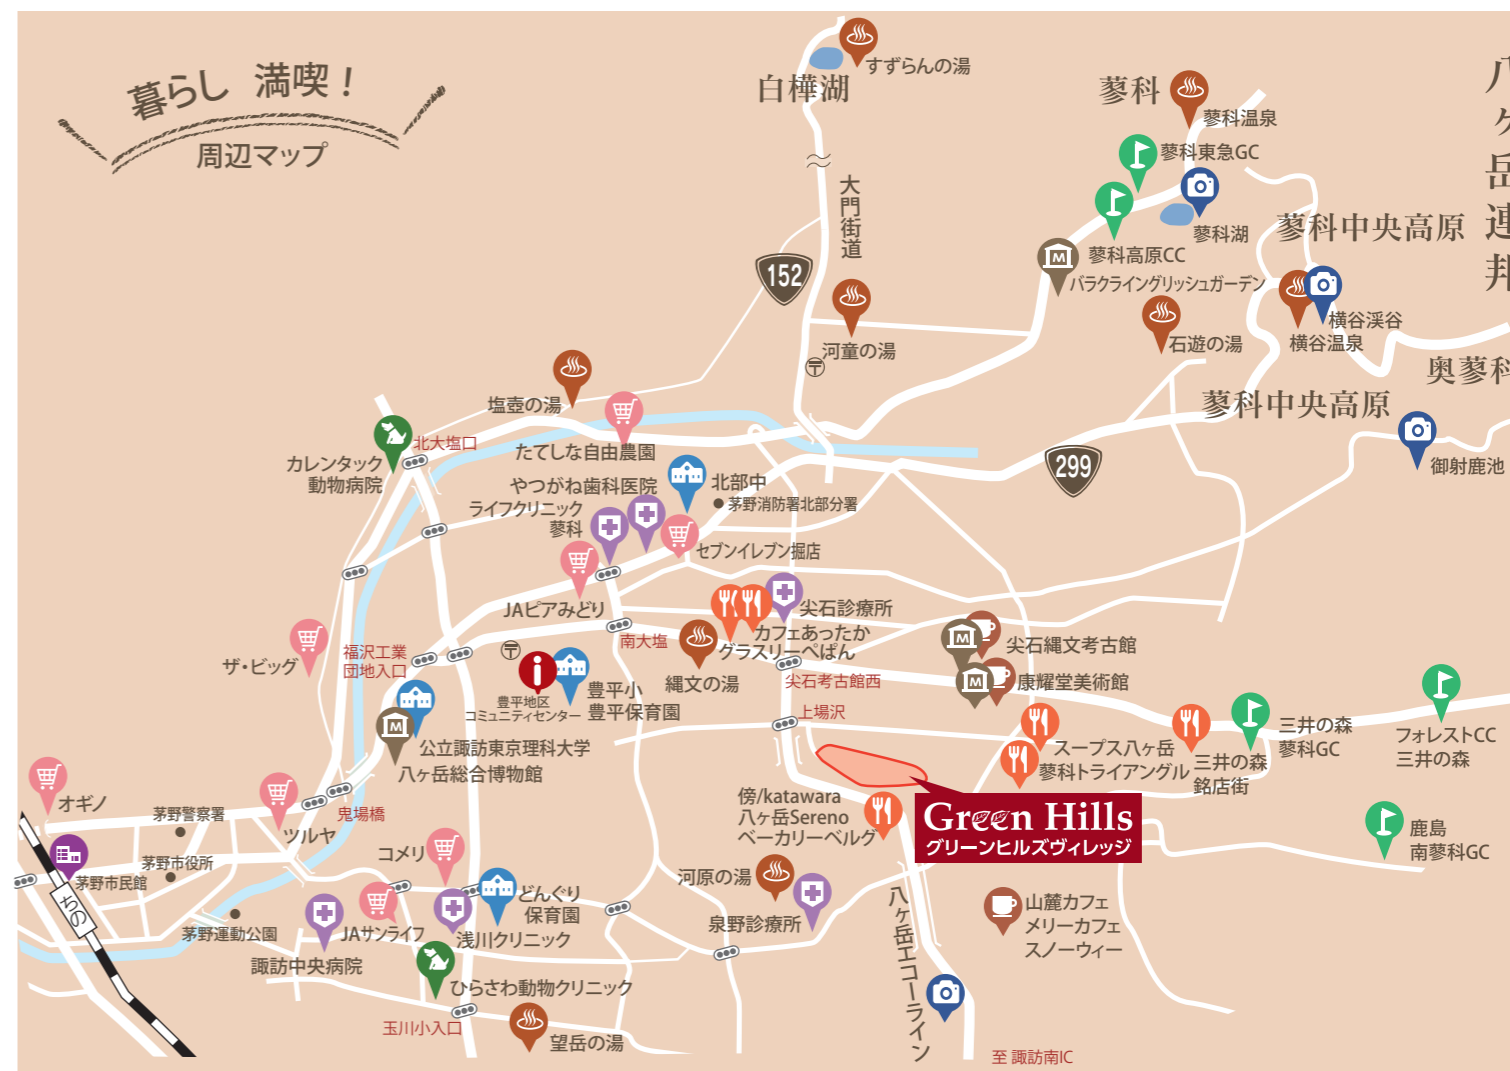 暮らし 満喫！
周辺マップ
すずらんの湯
白樺湖
蓼科
蓼科温泉
八ヶ岳連邦
蓼科東急GC
大門街道
蓼科湖
蓼科中央高原
蓼科高原CC
152
バラクライングリッシュガーデン
横谷渓谷
横谷温泉
石遊の湯
河童の湯
〒
奥蓼科
塩壺の湯
蓼科中央高原
北大塩口
カレンタック
動物病院
たてしな自由農園
299
御射鹿池
やつがね歯科医院
北部中
茅野消防署北部分署
ライフクリニック
蓼科
セブンイレブン掘店
JAピアみどり
尖石診療所
カフェあったか
グラスリーぺぱん
南大塩
縄文の湯
尖石縄文考古館
尖石考古館西
康耀堂美術館
ザ・ビッグ
福沢工業
団地入口
〒
豊平小
豊平保育園
豊平地区
コミュニティセンター
上場沢
公立諏訪東京理科大学
八ヶ岳総合博物館
スープス八ヶ岳
蓼科トライアングル
三井の森
銘店街
三井の森
蓼科GC
フォレストCC
三井の森
オギノ
茅野警察署
ツルヤ
鬼場橋
傍/katawara
八ヶ岳Sereno
ベーカリーベルグ
Green Hills
グリーンヒルズヴィレッジ
鹿島
南蓼科GC
茅野市役所
茅野市民館
ちの
コメリ
どんぐり
保育園
河原の湯
泉野診療所
山麓カフェ
メリーカフェ
スノーウィー
茅野運動公園
JAサンライフ
浅川クリニック
諏訪中央病院
ひらさわ動物クリニック
八ヶ岳エコーライン
玉川小入口
望岳の湯
至 諏訪南IC